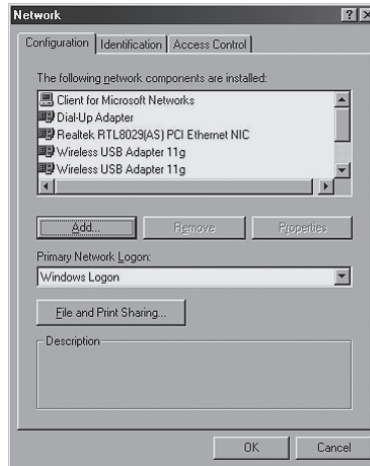 Network
Configuration Identification Access Control
The following network components are installed:
Client for Microsoft Networks
Dial-Up Adapter
Realtek RTL8029(AS) PCI Ethernet NIC
Wireless USB Adapter 11g
Wireless USB Adapter 11g
Add... Remove Properties
Primary Network Logon:
Windows Logon
File and Print Sharing...
Description
OK Cancel